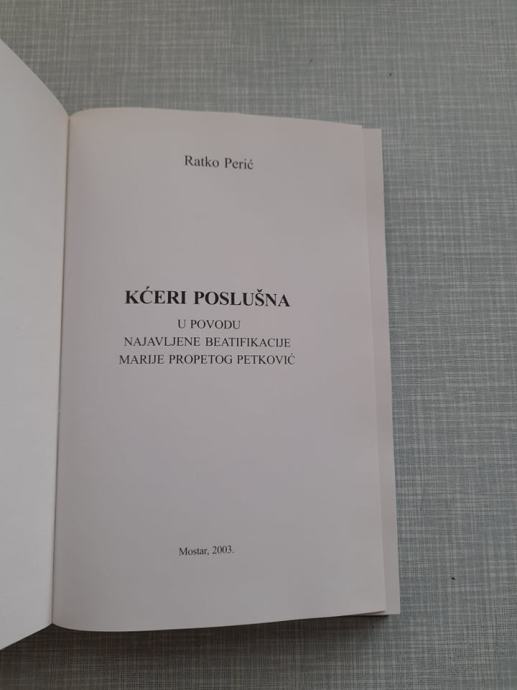 Ratko Perić
KĆERI POSLUŠNA
U POVODU
NAJAVLJENE BEATIFIKACIJE
MARIJE PROPETOG PETKOVIĆ
Mostar, 2003.